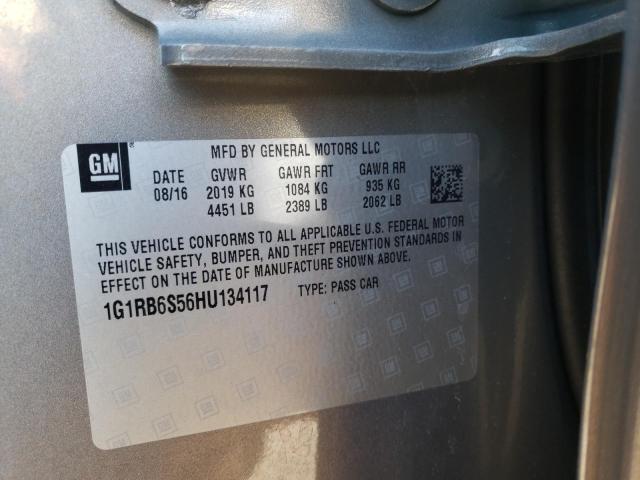 GM
MFD BY GENERAL MOTORS LLC
DATE GVWR GAWR FRT GAWR RR
08/16 2019 KG 1084 KG 935 KG
4451 LB 2389 LB 2062 LB
THIS VEHICLE CONFORMS TO ALL APPLICABLE U.S. FEDERAL MOTOR
VEHICLE SAFETY, BUMPER, AND THEFT PREVENTION STANDARDS IN
EFFECT ON THE DATE OF MANUFACTURE SHOWN ABOVE.
1G1RB6S56HU134117 TYPE: PASS CAR